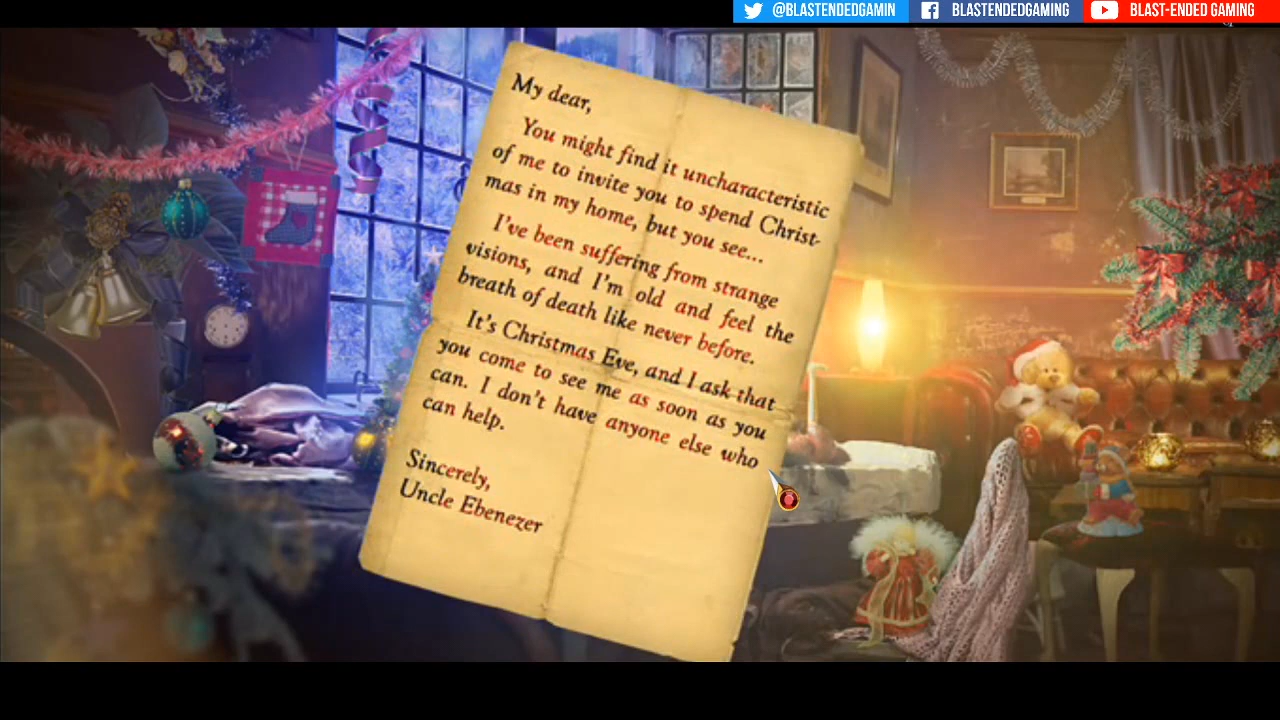 @BLASTENDEDGAMIN
BLASTENDEDGAMING
BLAST-ENDED GAMING
My dear,
You might find it uncharacteristic
of me to invite you to spend Christ-
mas in my home, but you see...
I've been suffering from strange
visions, and I'm old and feel the
breath of death like never before.
It's Christmas Eve, and I ask that
you come to see me as soon as you
can. I don't have anyone else who
can help.
Sincerely,
Uncle Ebenezer